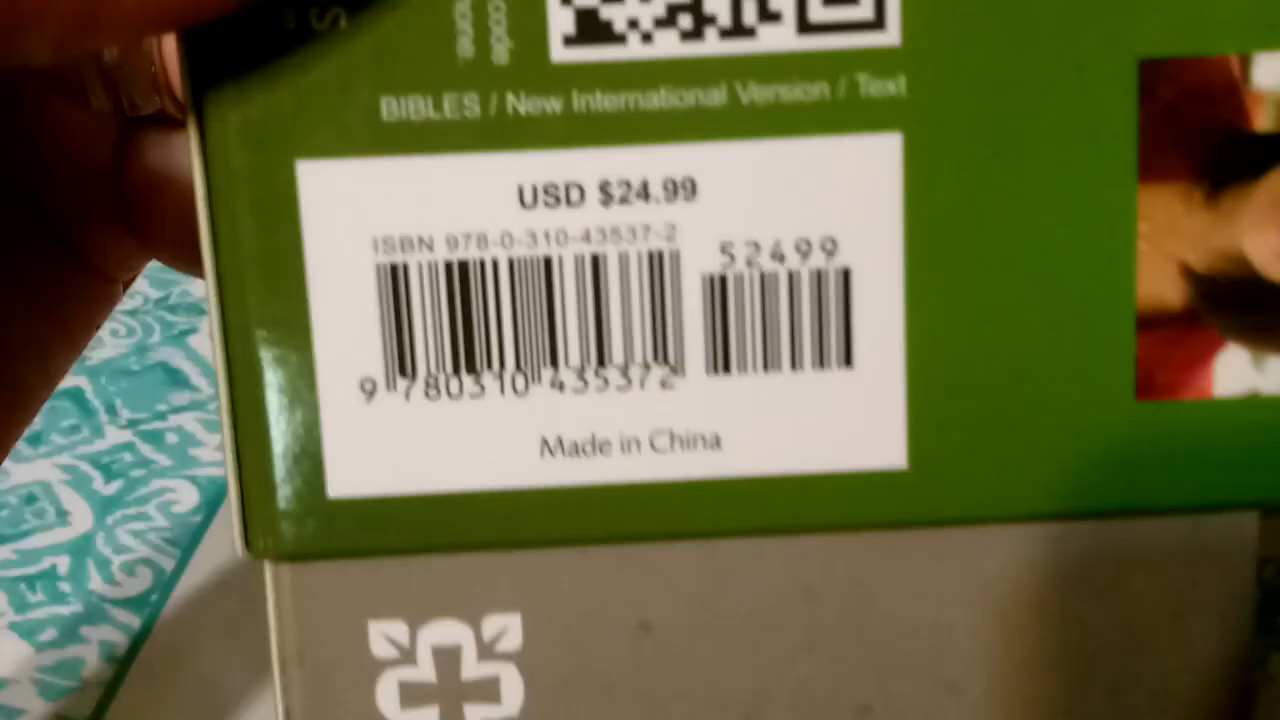 code
BIBLES / New International Version / Text
USD $24.99
ISBN 978-0-310-43537-2
52499
9 780310 435372
Made in China